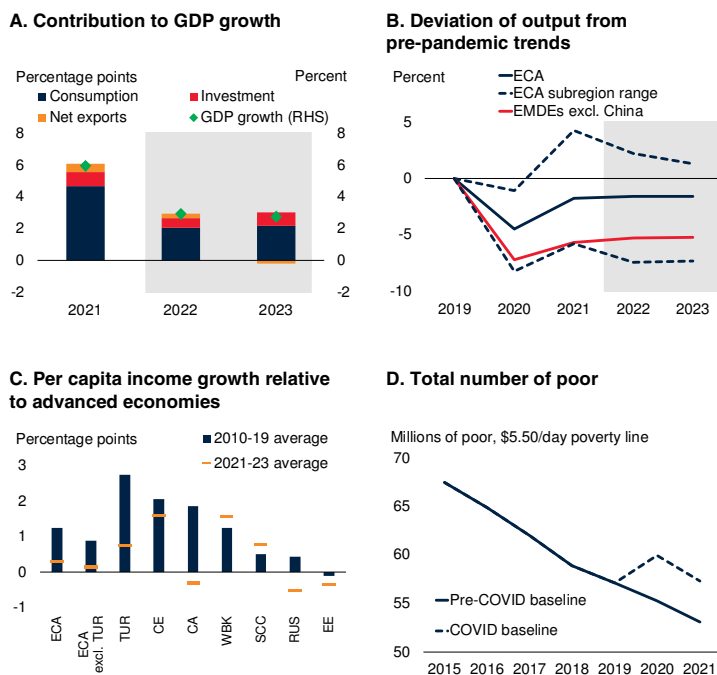 A. Contribution to GDP growth
Percentage points
Percent
Consumption
Investment
Net exports
GDP growth (RHS)
8
6
4
2
0
-2
8
6
4
2
0
-2
2021
2022
2023
B. Deviation of output from
pre-pandemic trends
Percent
ECA
ECA subregion range
EMDEs excl. China
5
0
-5
-10
2019
2020
2021
2022
2023
C. Per capita income growth relative
to advanced economies
Percentage points
2010-19 average
2021-23 average
3
2
1
0
-1
ECA
ECA
excl. TUR
TUR
CE
CA
WBK
SCC
RUS
EE
D. Total number of poor
Millions of poor, $5.50/day poverty line
70
65
60
55
50
Pre-COVID baseline
COVID baseline
2015
2016
2017
2018
2019
2020
2021